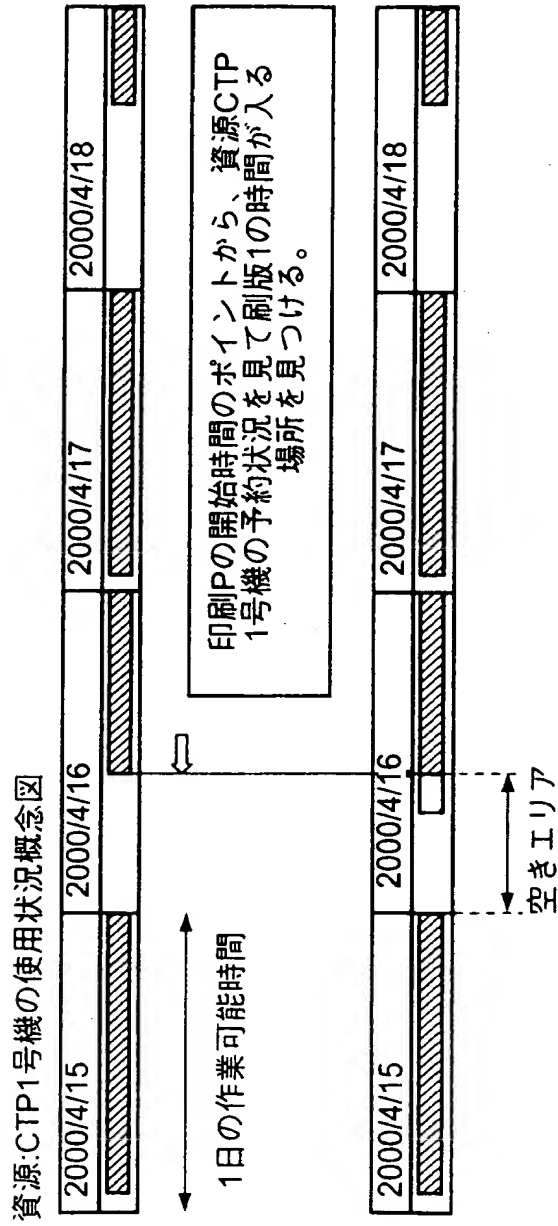 資源:CTP1号機の使用状況概念図
2000/4/15 2000/4/16 2000/4/17 2000/4/18
1日の作業可能時間
印刷Pの開始時間のポイントから、資源CTP
1号機の予約状況を見て刷版1の時間が入る
場所を見つける。
2000/4/15 2000/4/16 2000/4/17 2000/4/18
空きエリア